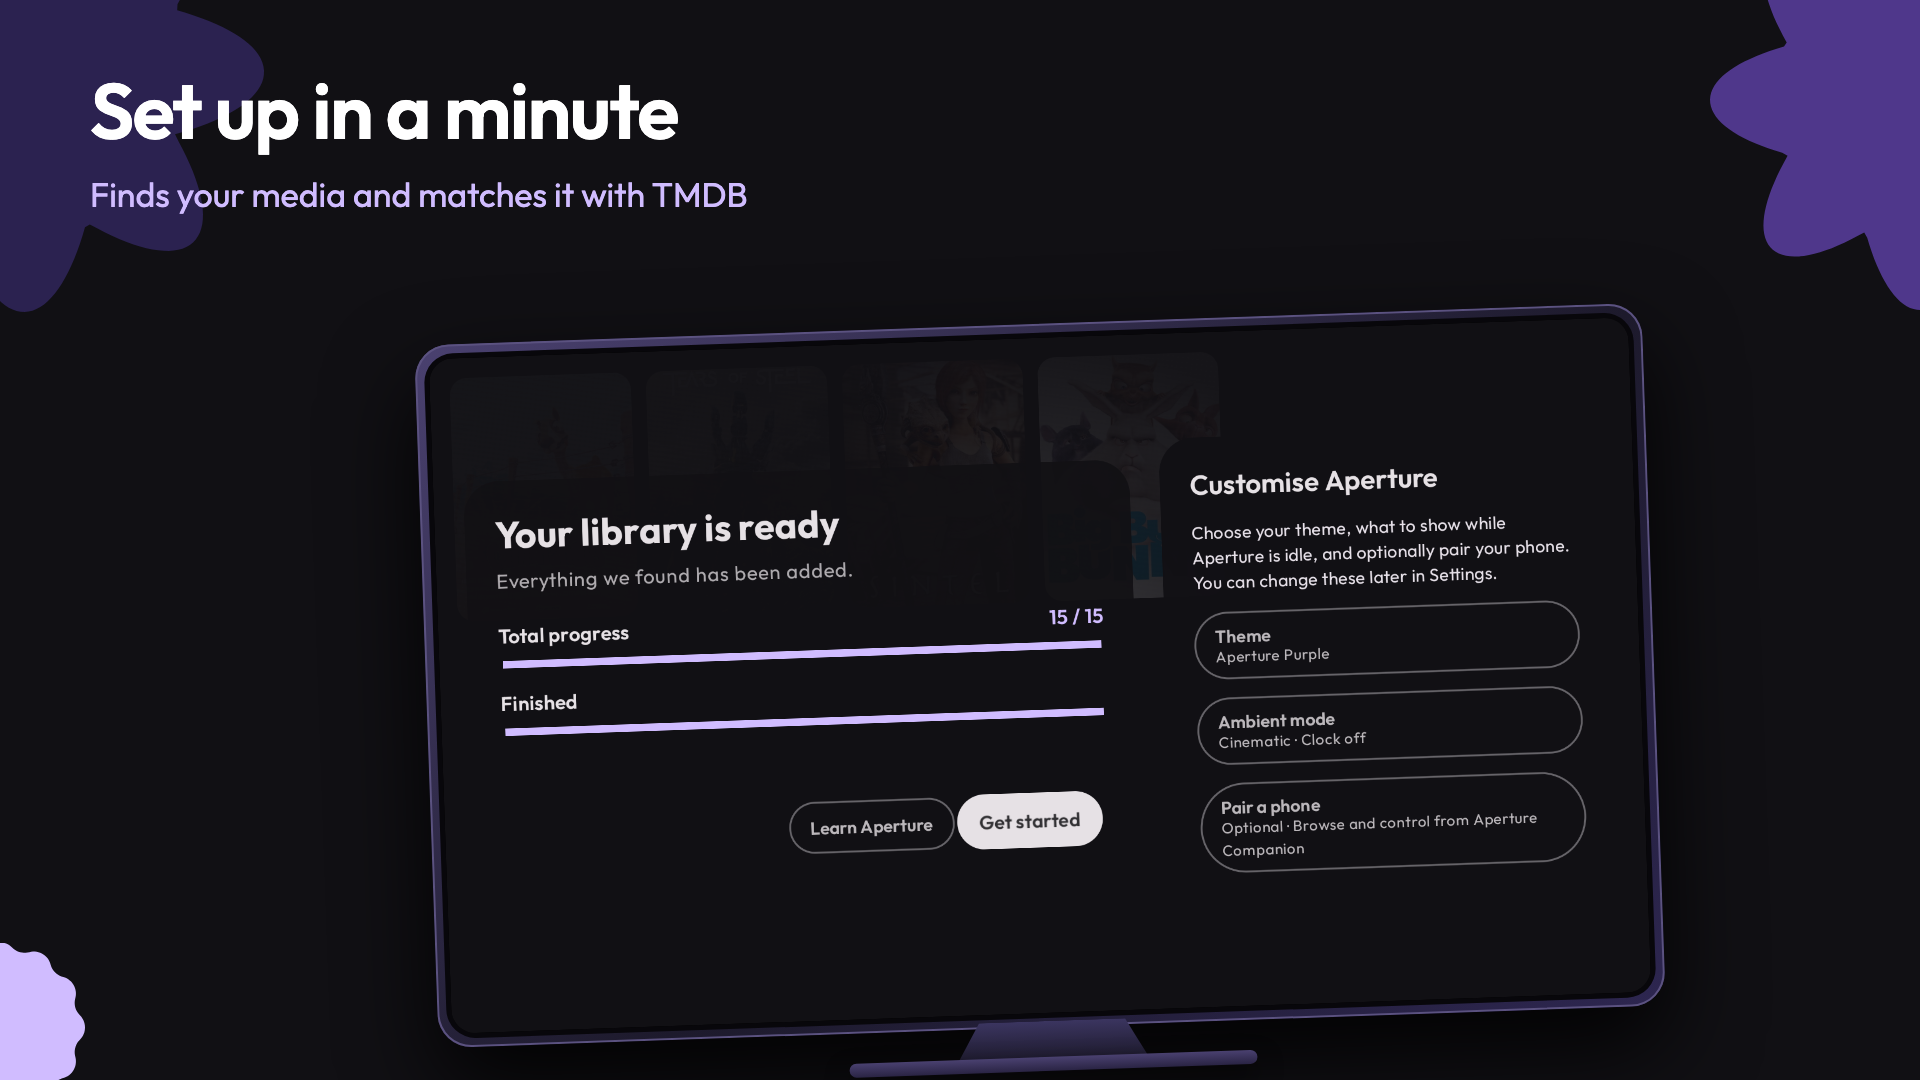 Set up in a minute
Finds your media and matches it with TMDB
Your library is ready
Everything we found has been added.
Total progress
15 / 15
Finished
Learn Aperture
Get started
Customise Aperture
Choose your theme, what to show while
Aperture is idle, and optionally pair your phone.
You can change these later in Settings.
Theme
Aperture Purple
Ambient mode
Cinematic · Clock off
Pair a phone
Optional · Browse and control from Aperture
Companion